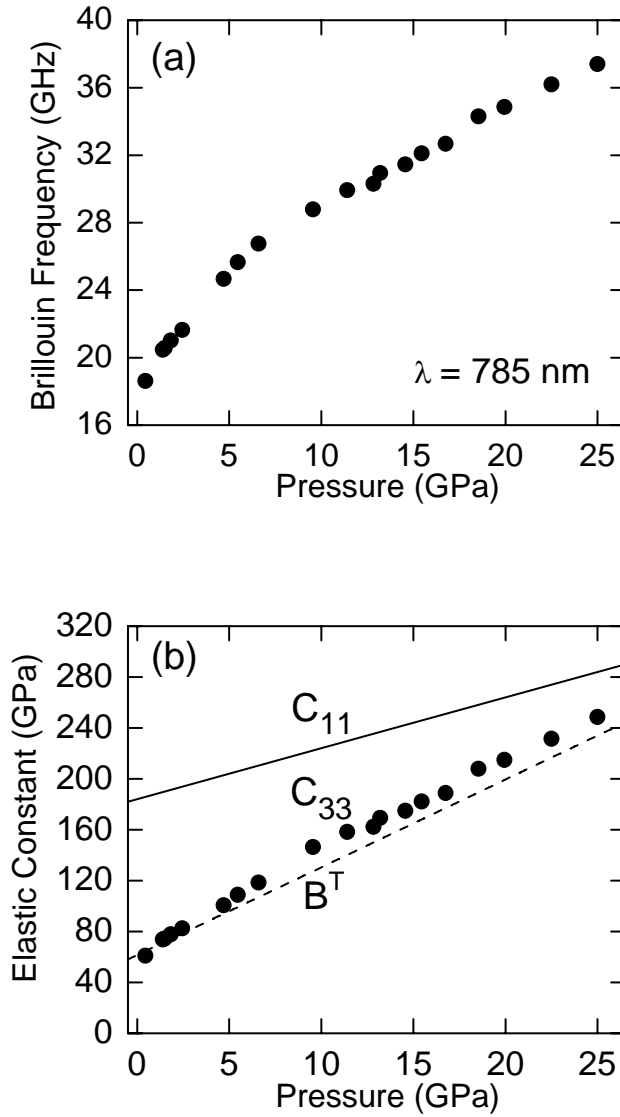 (a)
Brillouin Frequency (GHz)
40
36
32
28
24
20
16
λ = 785 nm
0 5 10 15 20 25
Pressure (GPa)
(b)
Elastic Constant (GPa)
320
280
240
200
160
120
80
40
0
C₁₁
C₃₃
Bᵀ
0 5 10 15 20 25
Pressure (GPa)